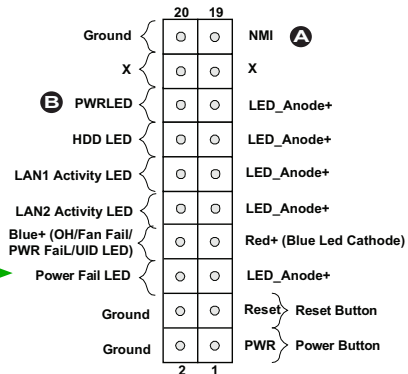 20 19
Ground NMI A
X X
B PWRLED LED_Anode+
HDD LED LED_Anode+
LAN1 Activity LED LED_Anode+
LAN2 Activity LED LED_Anode+
Blue+ (OH/Fan Fail/
PWR FaiL/UID LED) Red+ (Blue Led Cathode)
Power Fail LED LED_Anode+
Ground Reset Reset Button
Ground PWR Power Button
2 1